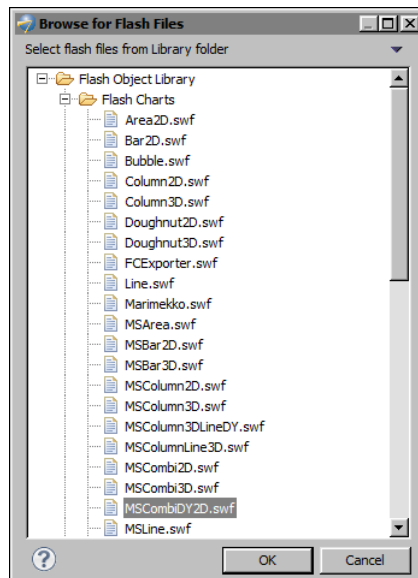 Browse for Flash Files
Select flash files from Library folder
Flash Object Library
Flash Charts
Area2D.swf
Bar2D.swf
Bubble.swf
Column2D.swf
Column3D.swf
Doughnut2D.swf
Doughnut3D.swf
FCExporter.swf
Line.swf
Marimekko.swf
MSArea.swf
MSBar2D.swf
MSBar3D.swf
MSColumn2D.swf
MSColumn3D.swf
MSColumn3DLineDY.swf
MSColumnLine3D.swf
MSCombi2D.swf
MSCombi3D.swf
MSCombiDY2D.swf
MSLine.swf
? OK Cancel